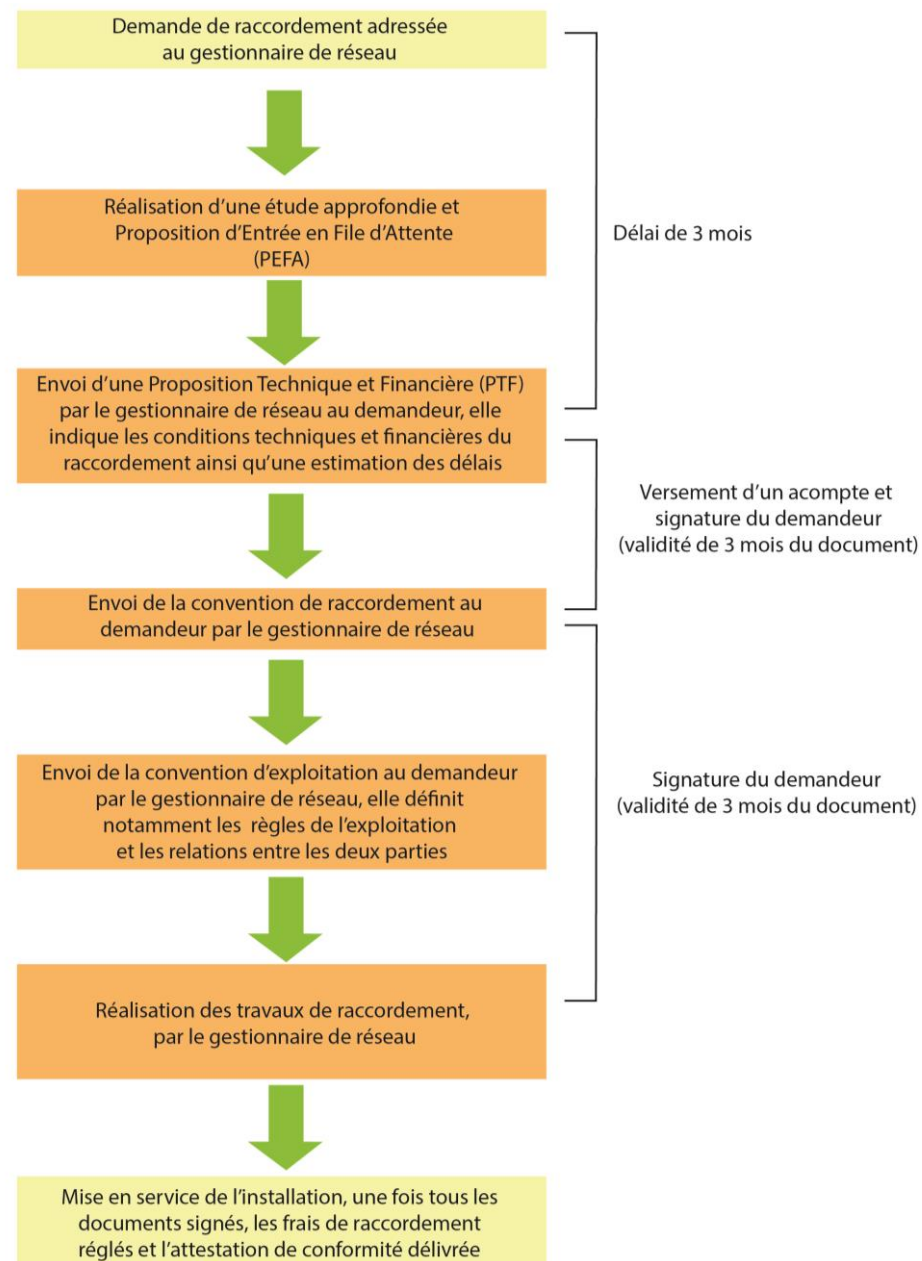 Demande de raccordement adressée
au gestionnaire de réseau
Réalisation d'une étude approfondie et
Proposition d'Entrée en File d'Attente
(PEFA)
Délai de 3 mois
Envoi d'une Proposition Technique et Financière (PTF)
par le gestionnaire de réseau au demandeur, elle
indique les conditions techniques et financières du
raccordement ainsi qu'une estimation des délais
Versement d'un acompte et
signature du demandeur
(validité de 3 mois du document)
Envoi de la convention de raccordement au
demandeur par le gestionnaire de réseau
Envoi de la convention d'exploitation au demandeur
par le gestionnaire de réseau, elle définit
notamment les règles de l'exploitation
et les relations entre les deux parties
Signature du demandeur
(validité de 3 mois du document)
Réalisation des travaux de raccordement,
par le gestionnaire de réseau
Mise en service de l'installation, une fois tous les
documents signés, les frais de raccordement
réglés et l'attestation de conformité délivrée